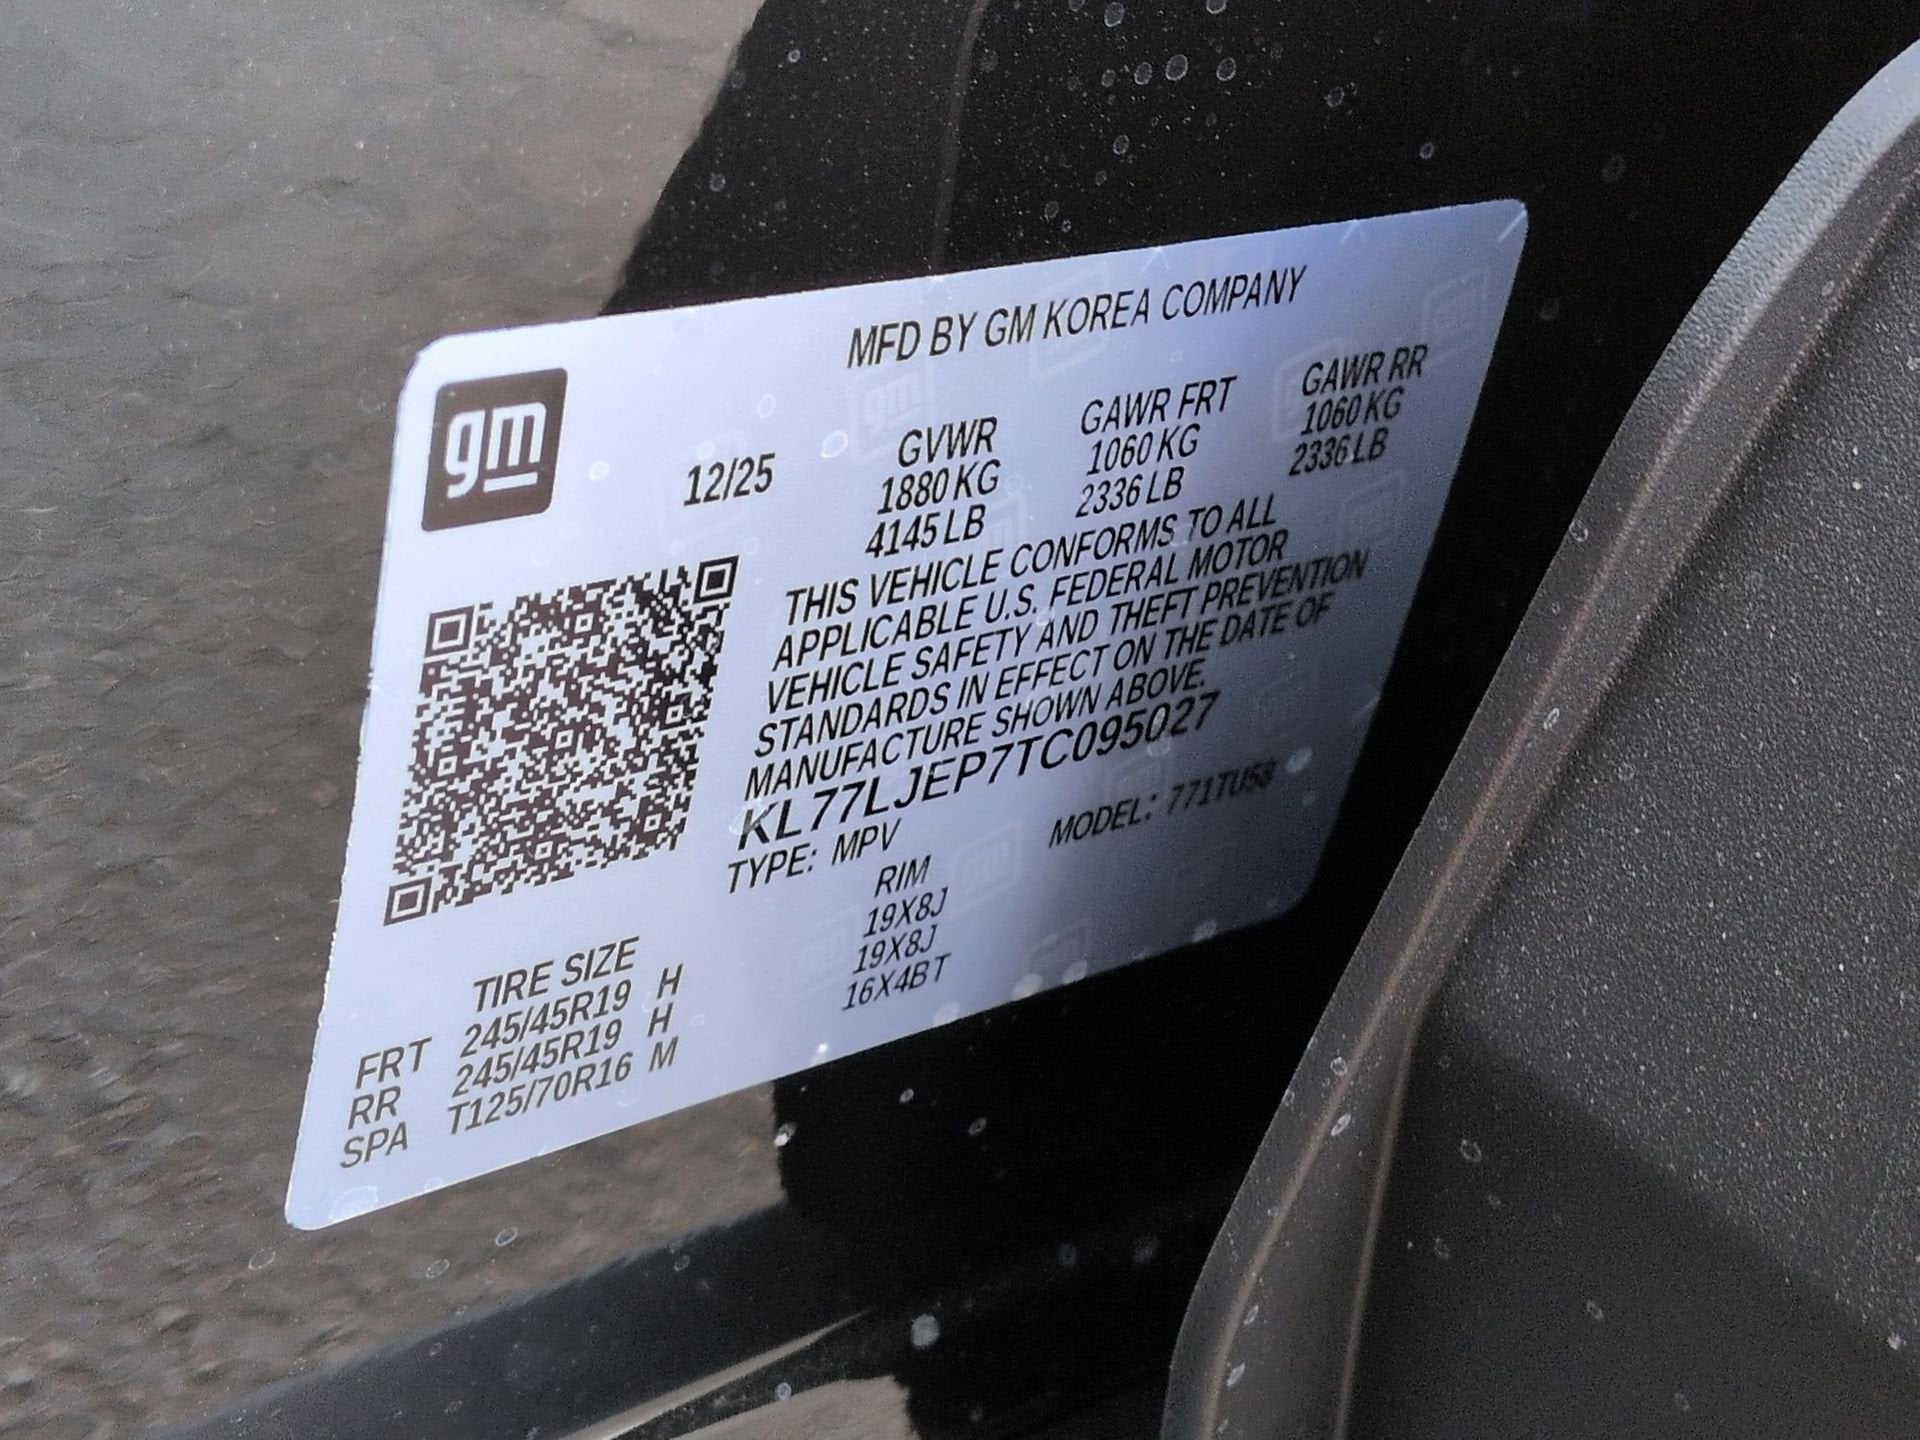 gm
MFD BY GM KOREA COMPANY
12/25
GVWR GAWR FRT GAWR RR
1880 KG 1060 KG 1060 KG
4145 LB 2336 LB 2336 LB
THIS VEHICLE CONFORMS TO ALL
APPLICABLE U.S. FEDERAL MOTOR
VEHICLE SAFETY AND THEFT PREVENTION
STANDARDS IN EFFECT ON THE DATE OF
MANUFACTURE SHOWN ABOVE.
KL77LJEP7TC095027
TYPE: MPV MODEL: 771TU58
TIRE SIZE RIM
FRT 245/45R19 H 19X8J
RR 245/45R19 H 19X8J
SPA T125/70R16 M 16X4BT